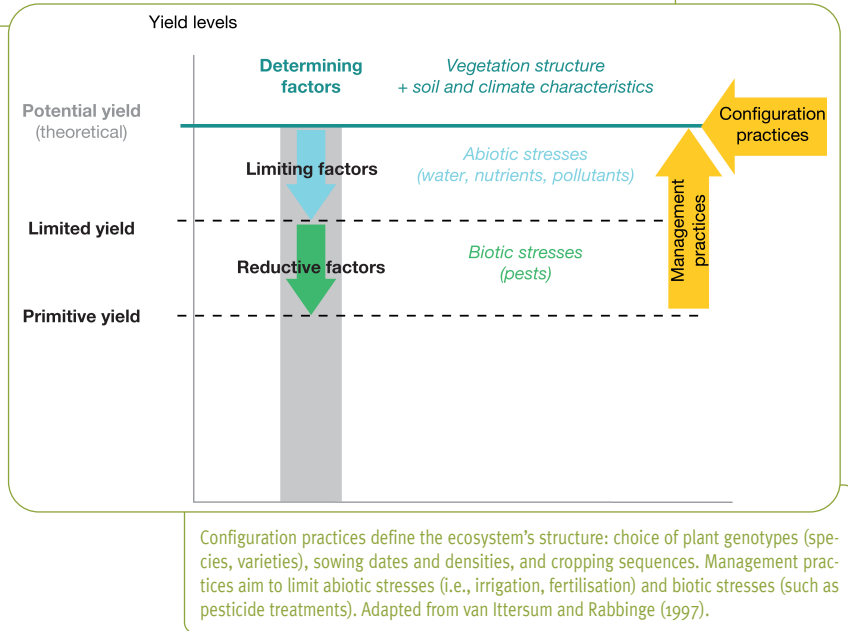 Yield levels
Determining
factors
Vegetation structure
+ soil and climate characteristics
Potential yield
(theoretical)
Configuration
practices
Limiting factors
Abiotic stresses
(water, nutrients, pollutants)
Management
practices
Limited yield
Reductive factors
Biotic stresses
(pests)
Primitive yield
Configuration practices define the ecosystem’s structure: choice of plant genotypes (spe-
cies, varieties), sowing dates and densities, and cropping sequences. Management prac-
tices aim to limit abiotic stresses (i.e., irrigation, fertilisation) and biotic stresses (such as
pesticide treatments). Adapted from van Ittersum and Rabbinge (1997).